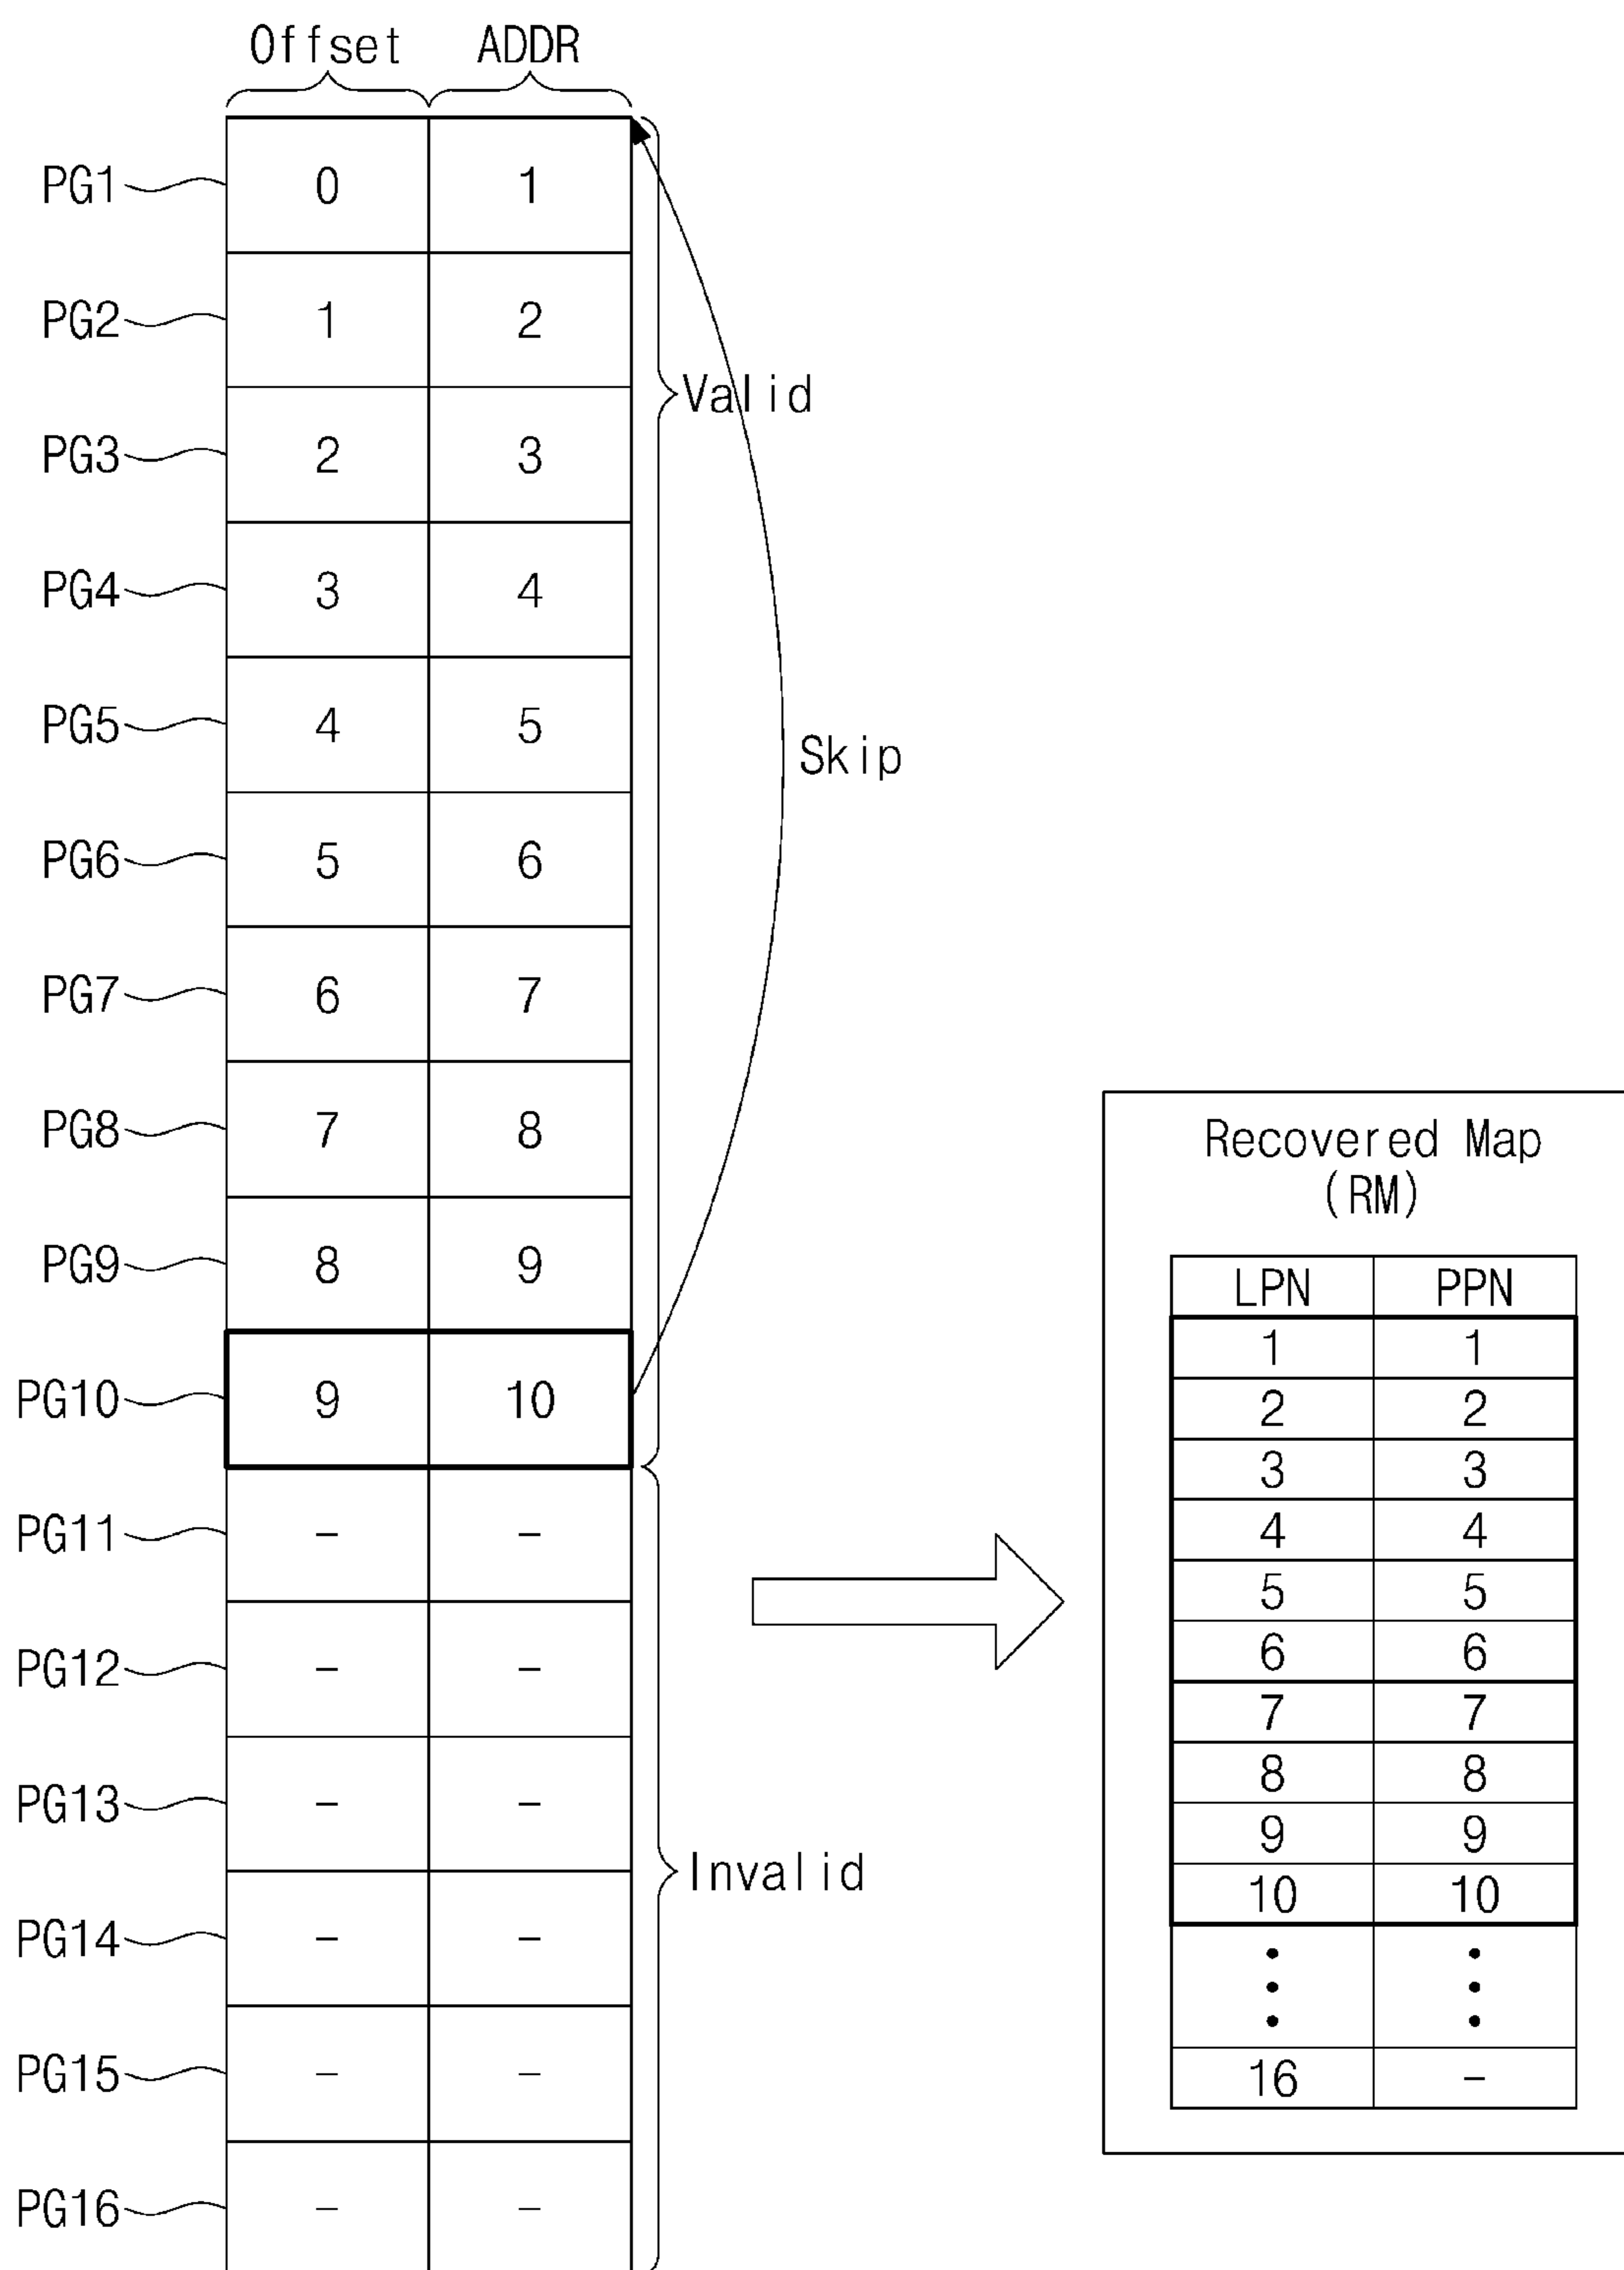 Offset ADDR
PG1 0 1
PG2 1 2
Valid
PG3 2 3
PG4 3 4
PG5 4 5
Skip
PG6 5 6
PG7 6 7
PG8 7 8
PG9 8 9
PG10 9 10
PG11 - -
PG12 - -
PG13 - -
Invalid
PG14 - -
PG15 - -
PG16 - -
Recovered Map
(RM)
LPN PPN
1 1
2 2
3 3
4 4
5 5
6 6
7 7
8 8
9 9
10 10
16 -